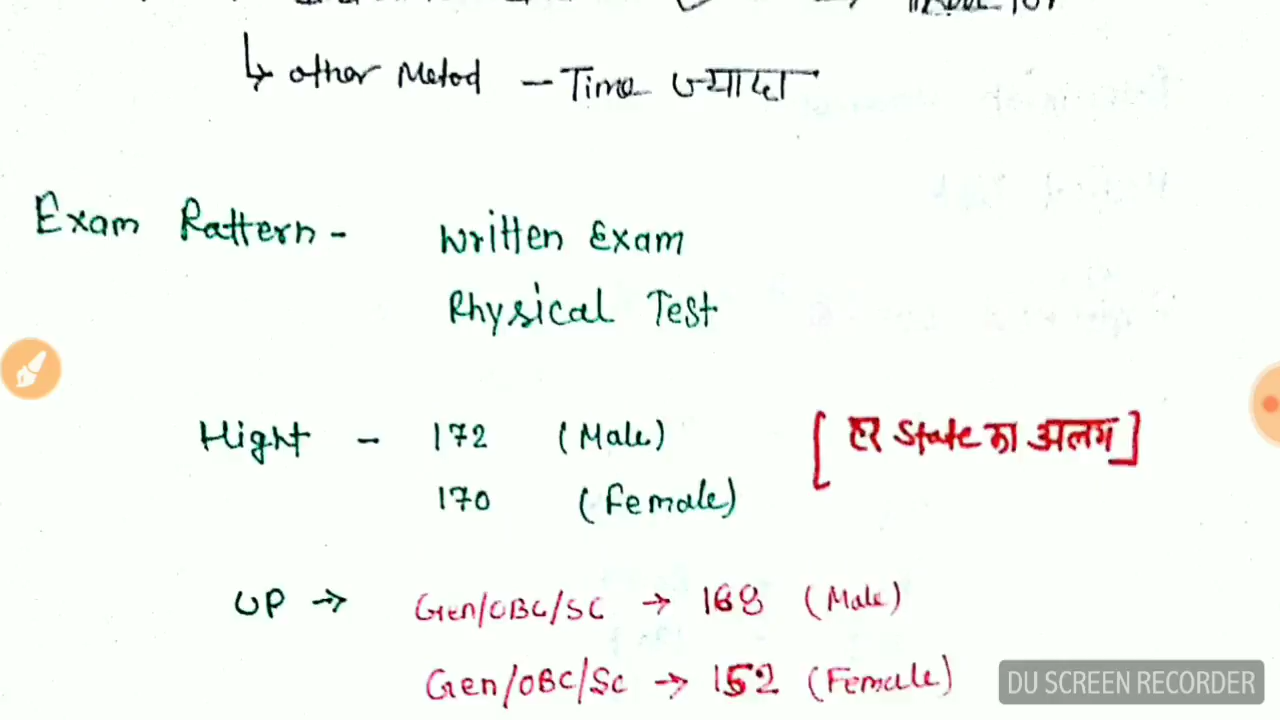 ↳ other Metod - Time ज्यादा
Exam Pattern - Written Exam
Physical Test
Hight - 172 (Male) [हर State का अलग]
170 (Female)
UP → Gen/OBC/SC → 168 (Male)
Gen/OBC/SC → 152 (Female)
DU SCREEN RECORDER